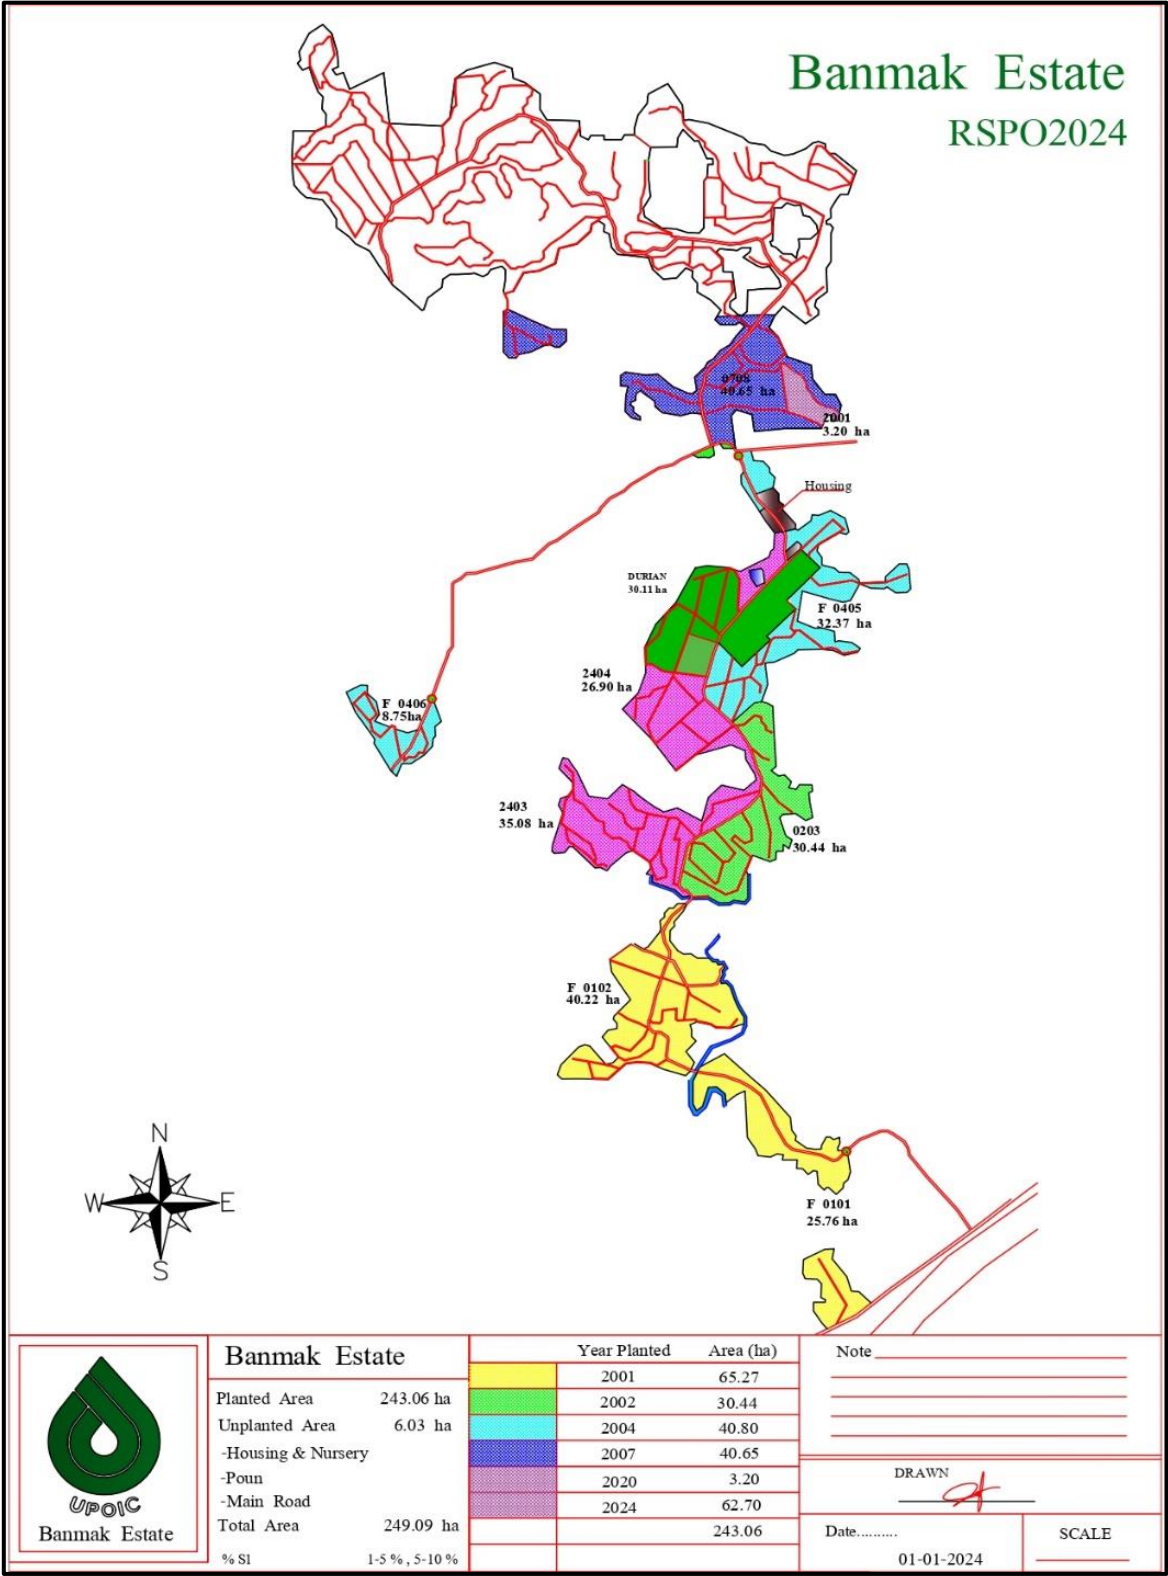 Banmak Estate
RSPO2024
0708
40.65 ha
2001
3.20 ha
Housing
DURIAN
30.11 ha
F 0405
32.37 ha
2404
26.90 ha
F 0406
8.75ha
2403
35.08 ha
0203
30.44 ha
F 0102
40.22 ha
F 0101
25.76 ha
N
W
E
S
UPOIC
Banmak Estate
Banmak Estate
Planted Area 243.06 ha
Unplanted Area 6.03 ha
-Housing & Nursery
-Poun
-Main Road
Total Area 249.09 ha
% Sl 1-5 % , 5-10 %
Year Planted Area (ha)
2001 65.27
2002 30.44
2004 40.80
2007 40.65
2020 3.20
2024 62.70
243.06
Note
DRAWN
Date..........
01-01-2024
SCALE